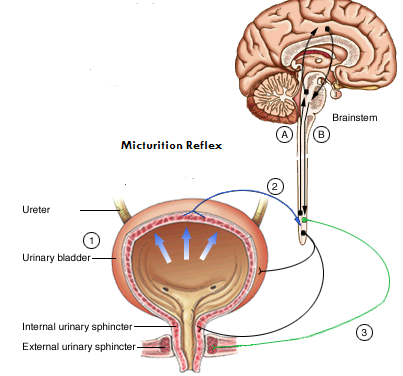 Brainstem
A
B
Micturition Reflex
2
Ureter
1
Urinary bladder
Internal urinary sphincter
External urinary sphincter
3